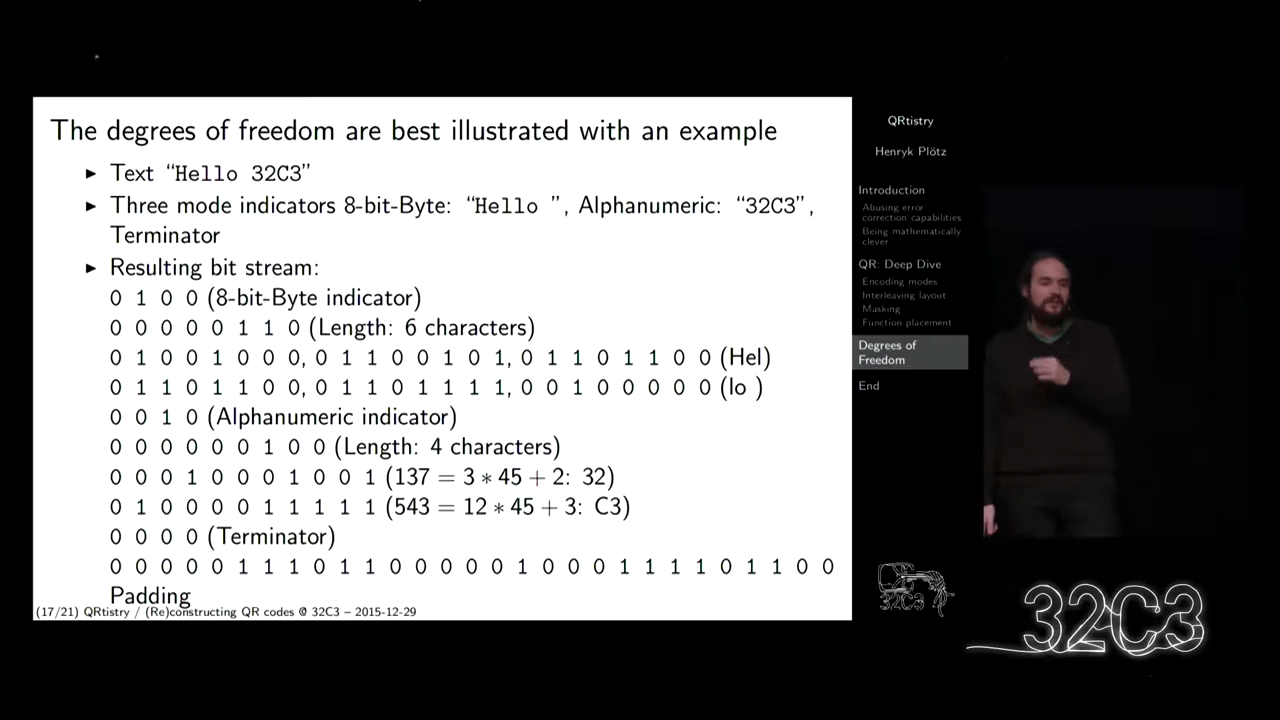 The degrees of freedom are best illustrated with an example
▶ Text “Hello 32C3”
▶ Three mode indicators 8-bit-Byte: “Hello ”, Alphanumeric: “32C3”,
Terminator
▶ Resulting bit stream:
0 1 0 0 (8-bit-Byte indicator)
0 0 0 0 0 1 1 0 (Length: 6 characters)
0 1 0 0 1 0 0 0, 0 1 1 0 0 1 0 1, 0 1 1 0 1 1 0 0 (Hel)
0 1 1 0 1 1 0 0, 0 1 1 0 1 1 1 1, 0 0 1 0 0 0 0 0 (lo )
0 0 1 0 (Alphanumeric indicator)
0 0 0 0 0 0 1 0 0 (Length: 4 characters)
0 0 0 1 0 0 0 1 0 0 1 (137 = 3 ∗ 45 + 2: 32)
0 1 0 0 0 0 1 1 1 1 1 (543 = 12 ∗ 45 + 3: C3)
0 0 0 0 (Terminator)
0 0 0 0 0 1 1 1 0 1 1 0 0 0 0 0 1 0 0 0 1 1 1 1 0 1 1 0 0
Padding
(17/21) QRtistry / (Re)constructing QR codes @ 32C3 – 2015-12-29
QRtistry
Henryk Plötz
Introduction
Abusing error
correction capabilities
Being mathematically
clever
QR: Deep Dive
Encoding modes
Interleaving layout
Masking
Function placement
Degrees of
Freedom
End
32C3
32C3